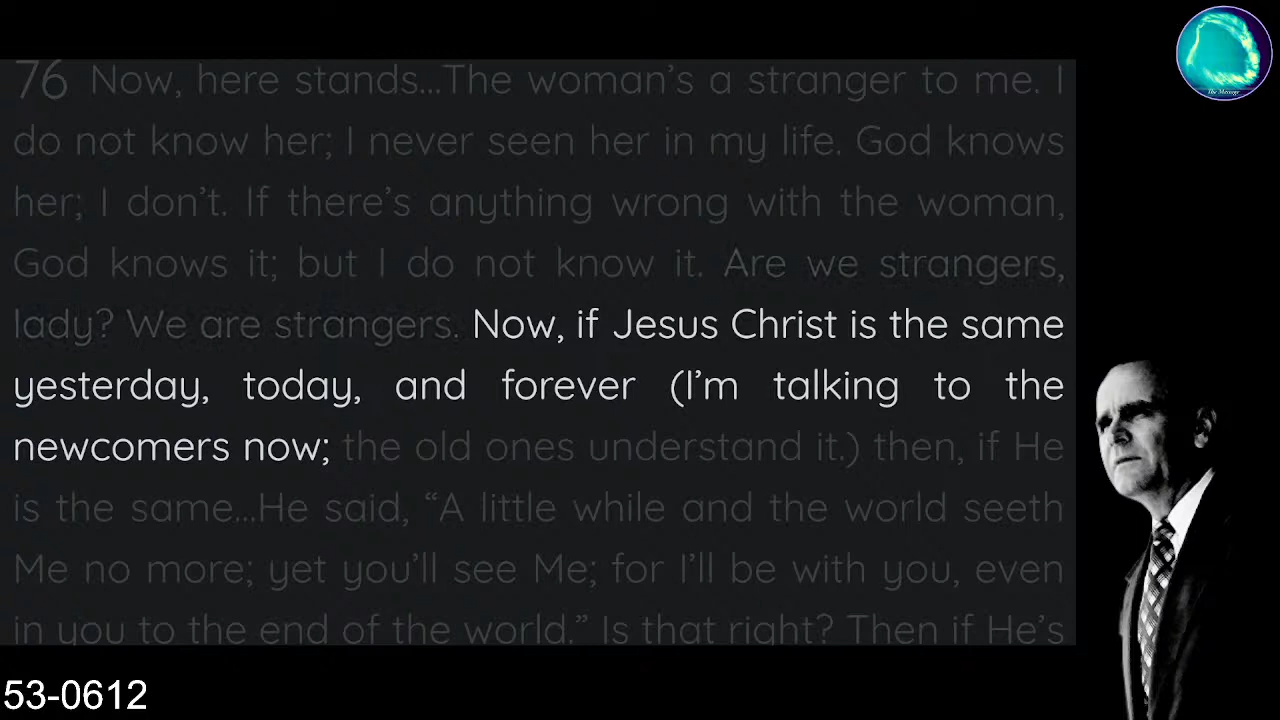 76 Now, here stands...The woman's a stranger to me. I
do not know her; I never seen her in my life. God knows
her; I don't. If there's anything wrong with the woman,
God knows it; but I do not know it. Are we strangers,
lady? We are strangers. Now, if Jesus Christ is the same
yesterday, today, and forever (I'm talking to the
newcomers now; the old ones understand it.) then, if He
is the same...He said, “A little while and the world seeth
Me no more; yet you'll see Me; for I'll be with you, even
in you to the end of the world.” Is that right? Then if He's
The Message
53-0612